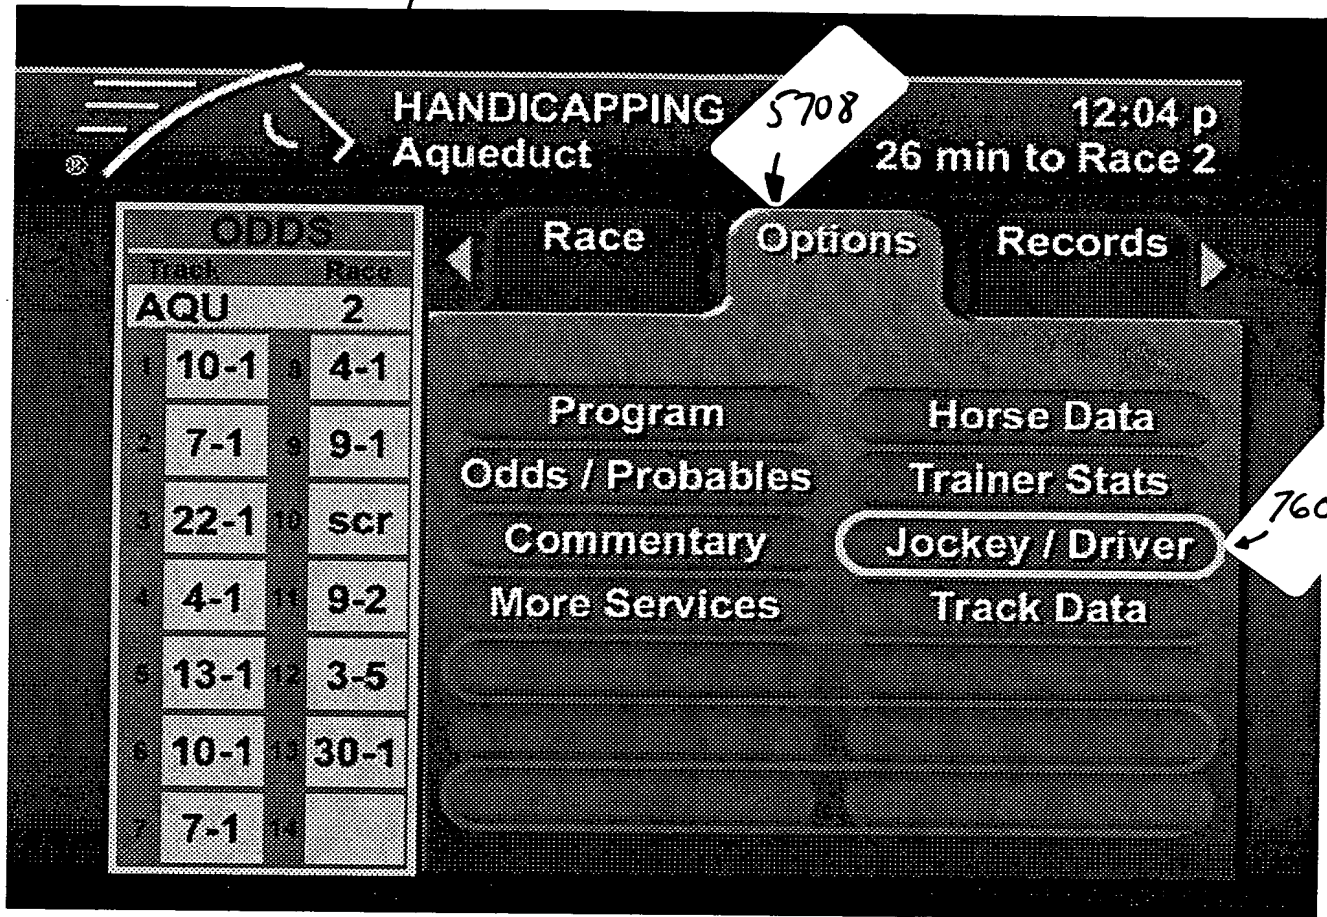 HANDICAPPING
Aqueduct
5708
12:04 p
26 min to Race 2
ODDS
Track Race
AQU 2
1 10-1 8 4-1
2 7-1 9 9-1
3 22-1 10 scr
4 4-1 11 9-2
5 13-1 12 3-5
6 10-1 13 30-1
7 7-1 14
Race Options Records
Program Horse Data
Odds / Probables Trainer Stats
Commentary Jockey / Driver
760
More Services Track Data